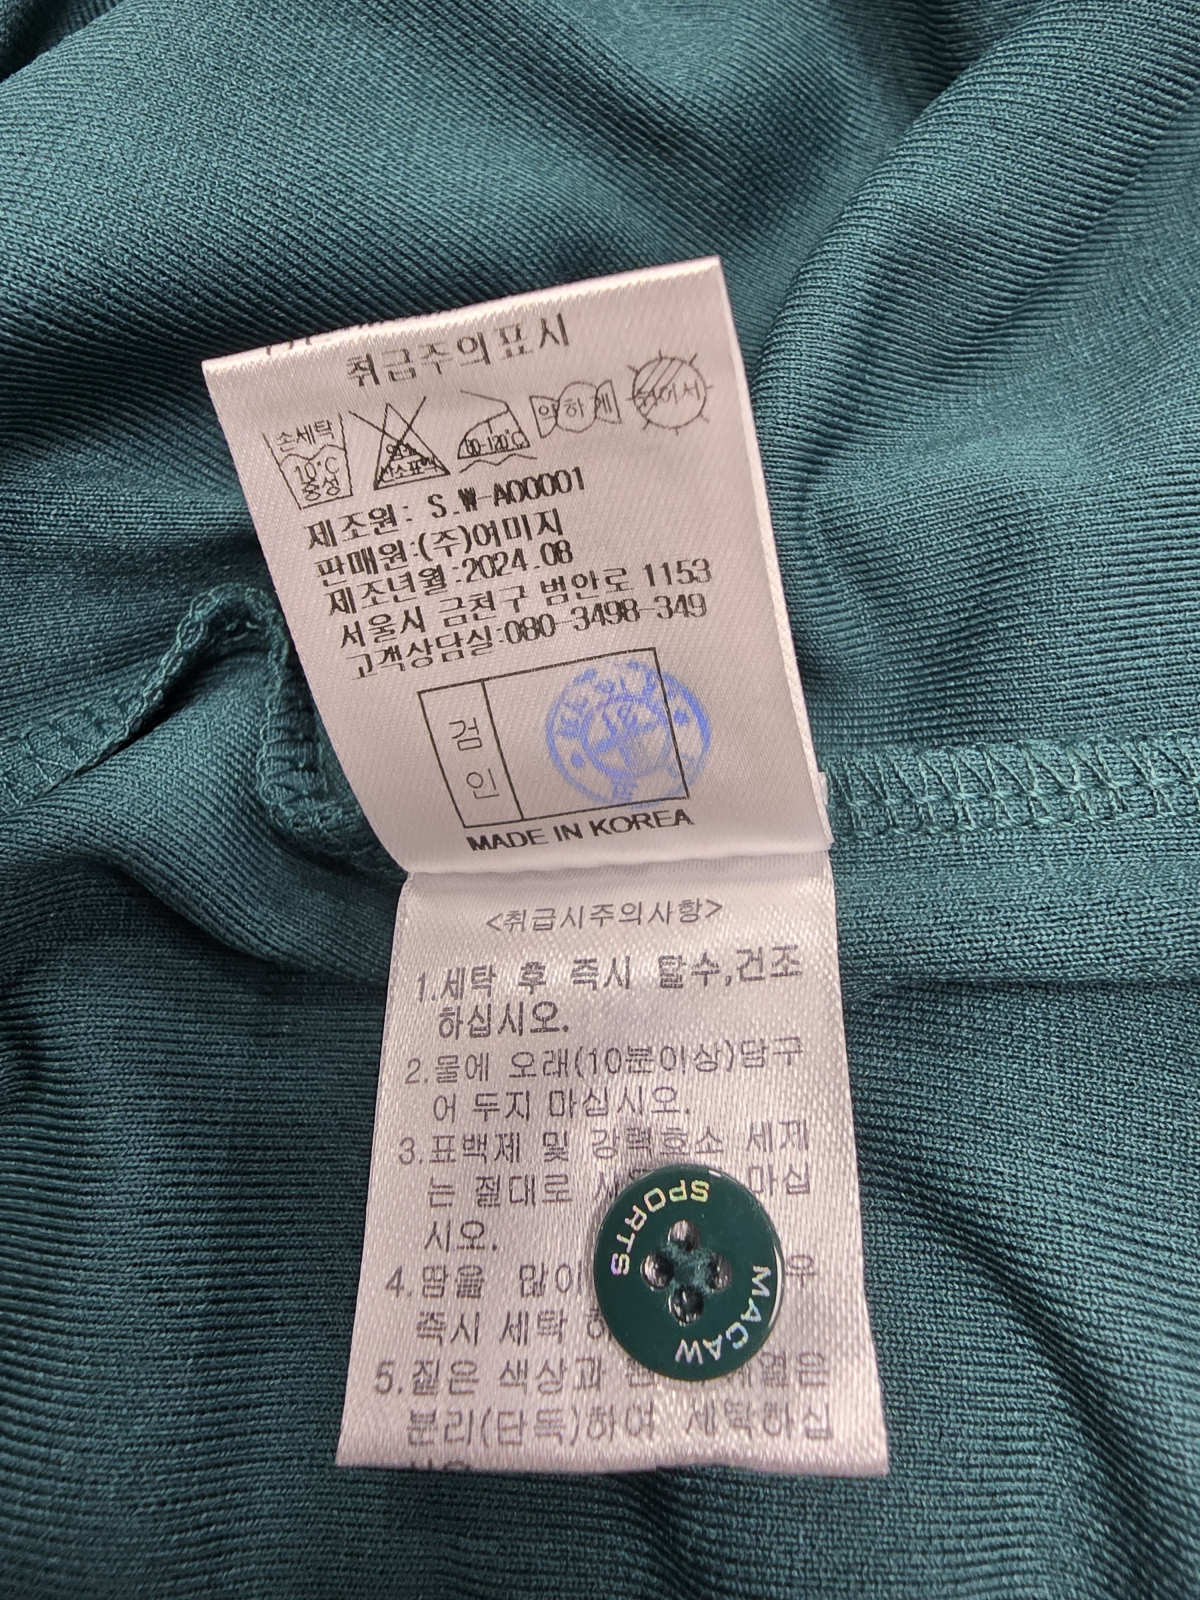 취급주의표시
손세탁
10°C
중성
80-120°C
약하게
뉘어서
제조원: S.W-A00001
판매원:(주)어미지
제조년월:2024.08
서울시 금천구 범안로 1153
고객상담실:080-3498-349
검
인
MADE IN KOREA
<취급시주의사항>
1.세탁 후 즉시 탈수,건조
하십시오.
2.물에 오래(10분이상)담구
어 두지 마십시오.
3.표백제 및 강력효소 세제
는 절대로 마십
시오.
4.땀을 많이 우
즉시 세탁
5.짙은 색상과 은
분리(단독)하여 세탁하십
SPORTS
MACAW